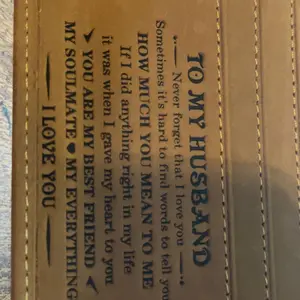 TO MY HUSBAND
Never forget that I love you
Sometimes it's hard to find words to tell you
HOW MUCH YOU MEAN TO ME
If I did anything right in my life
it was when I gave my heart to you
YOU ARE MY BEST FRIEND
MY SOULMATE ♥ MY EVERYTHING
I LOVE YOU